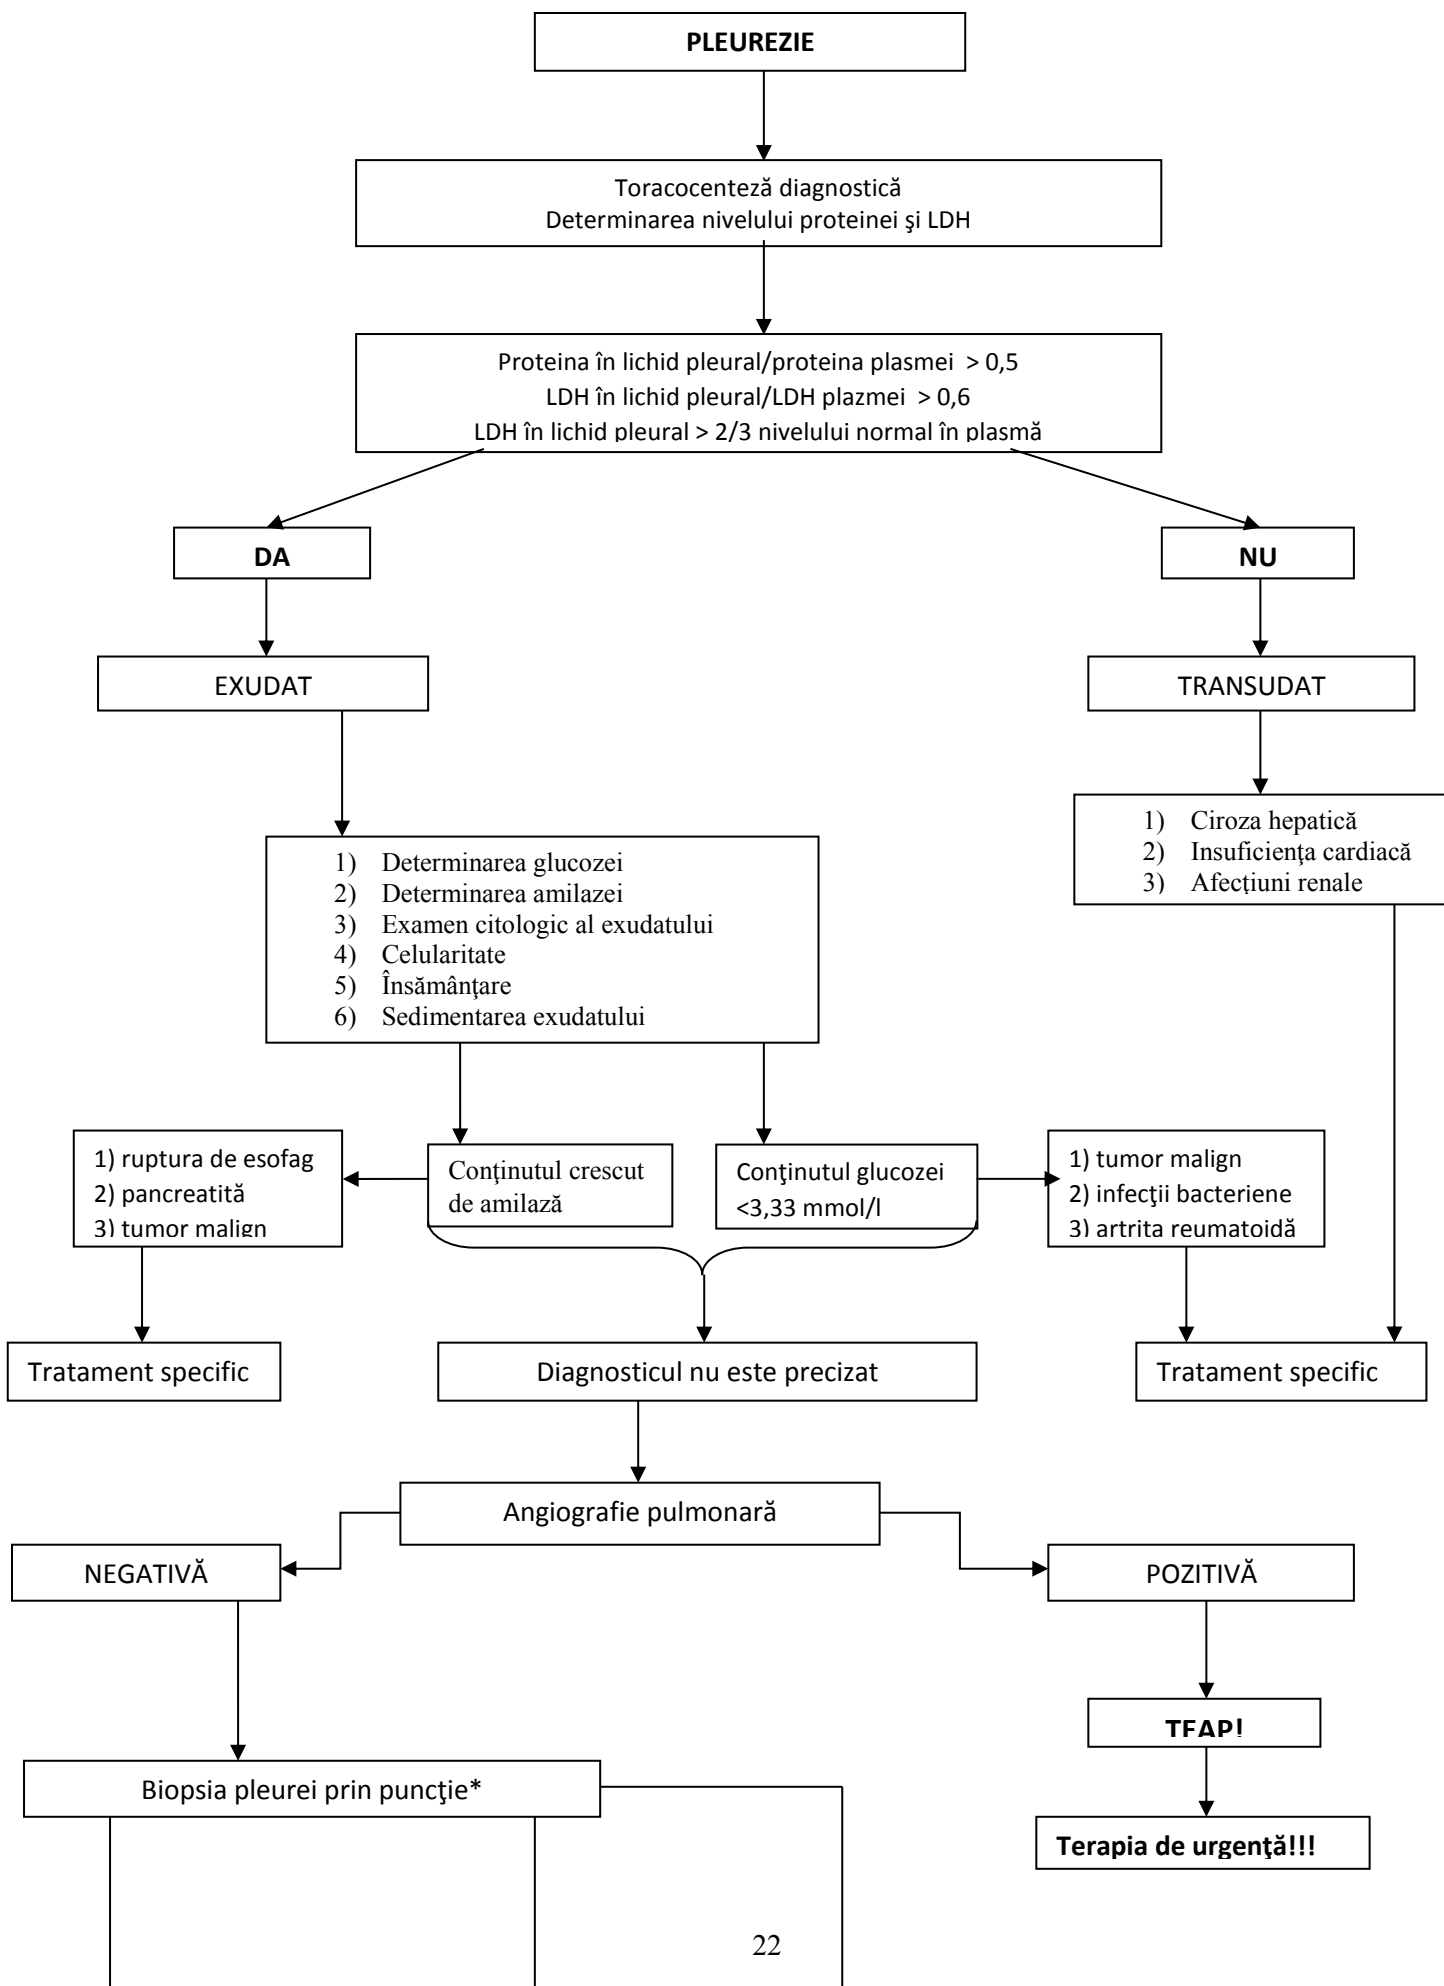 PLEUREZIE
Toracocenteză diagnostică
Determinarea nivelului proteinei şi LDH
Proteina în lichid pleural/proteina plasmei > 0,5
LDH în lichid pleural/LDH plazmei > 0,6
LDH în lichid pleural > 2/3 nivelului normal în plasmă
DA
NU
EXUDAT
TRANSUDAT
1) Ciroza hepatică
2) Insuficienţa cardiacă
3) Afecţiuni renale
1) Determinarea glucozei
2) Determinarea amilazei
3) Examen citologic al exudatului
4) Celularitate
5) Însămânţare
6) Sedimentarea exudatului
1) ruptura de esofag
2) pancreatită
3) tumor malign
Conţinutul crescut
de amilază
Conţinutul glucozei
<3,33 mmol/l
1) tumor malign
2) infecţii bacteriene
3) artrita reumatoidă
Tratament specific
Diagnosticul nu este precizat
Tratament specific
Angiografie pulmonară
NEGATIVĂ
POZITIVĂ
TEAP!
Biopsia pleurei prin puncţie*
Terapia de urgenţă!!!
22